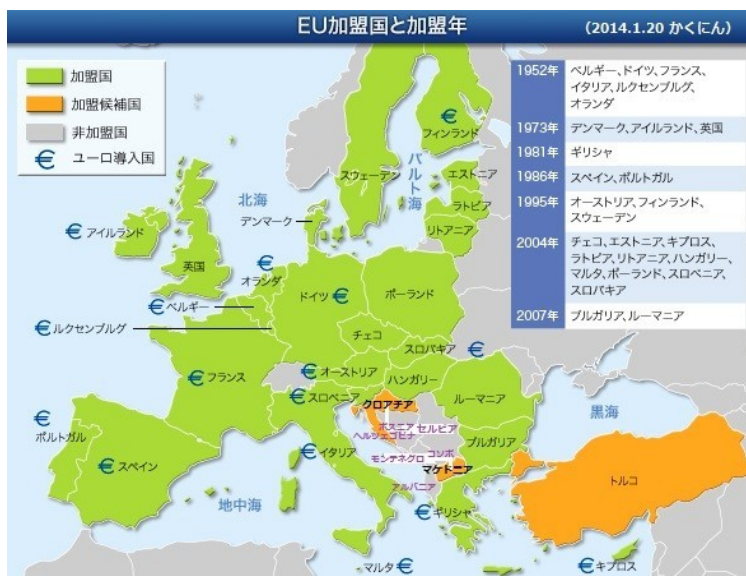 EU加盟国と加盟年
(2014.1.20 かくにん)
加盟国
加盟候補国
非加盟国
€ ユーロ導入国
1952年 ベルギー、ドイツ、フランス、
イタリア、ルクセンブルグ、
オランダ
1973年 デンマーク、アイルランド、英国
1981年 ギリシャ
1986年 スペイン、ポルトガル
1995年 オーストリア、フィンランド、
スウェーデン
2004年 チェコ、エストニア、キプロス、
ラトビア、リトアニア、ハンガリー、
マルタ、ポーランド、スロベニア、
スロバキア
2007年 ブルガリア、ルーマニア
€
フィンランド
スウェーデン
バルト海
エストニア
ラトビア
リトアニア
北海
デンマーク
€ アイルランド
英国
€
オランダ
€ ベルギー
ドイツ €
ポーランド
€ ルクセンブルグ
チェコ
スロバキア €
€ フランス
€ オーストリア
ハンガリー
€ スロベニア
ルーマニア
クロアチア
ボスニア
ヘルツェゴビナ
セルビア
黒海
€
ポルトガル
€ スペイン
€ イタリア
モンテネグロ
コソボ
ブルガリア
マケドニア
アルバニア
トルコ
地中海
€ ギリシャ
マルタ €
€ キプロス